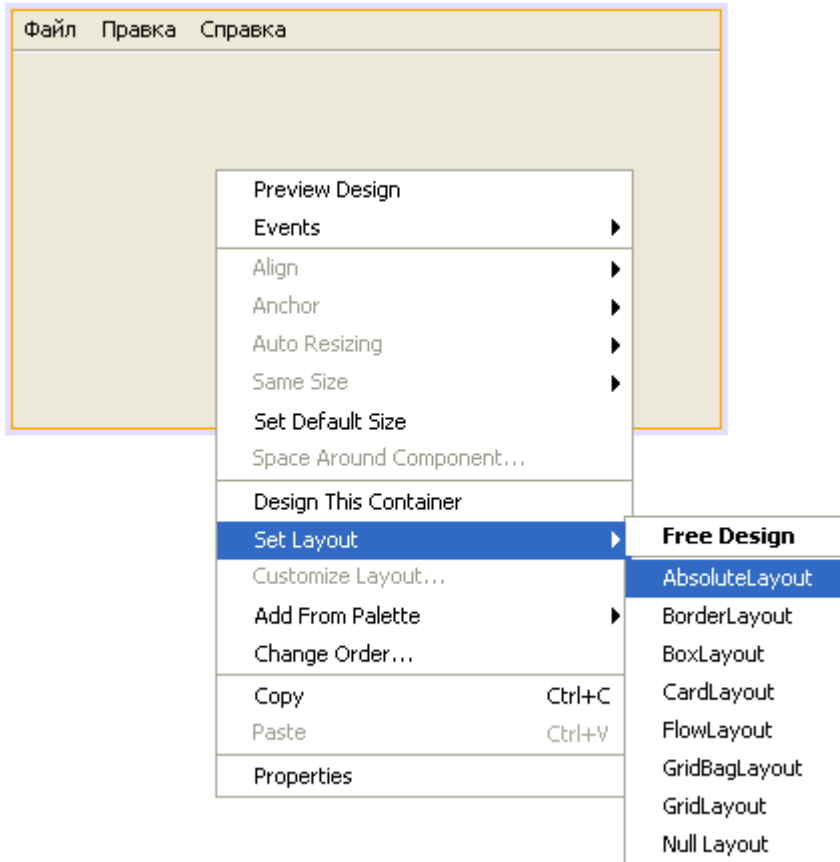 Файл Правка Справка
Preview Design
Events
Align
Anchor
Auto Resizing
Same Size
Set Default Size
Space Around Component...
Design This Container
Set Layout
Customize Layout...
Add From Palette
Change Order...
Copy Ctrl+C
Paste Ctrl+V
Properties
Free Design
AbsoluteLayout
BorderLayout
BoxLayout
CardLayout
FlowLayout
GridBagLayout
GridLayout
Null Layout